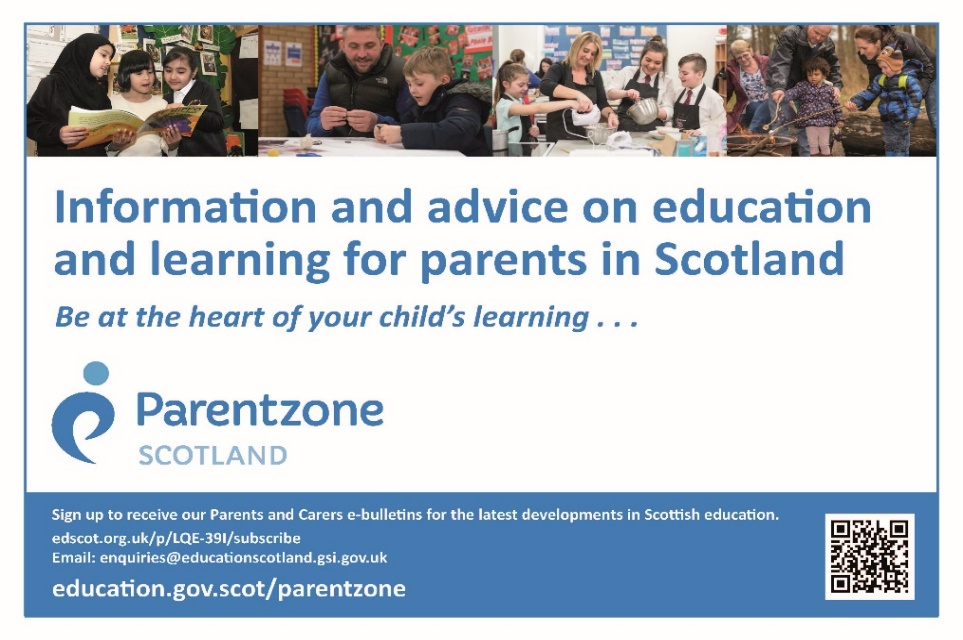 Information and advice on education
and learning for parents in Scotland
Be at the heart of your child's learning . . .
Parentzone
SCOTLAND
Sign up to receive our Parents and Carers e-bulletins for the latest developments in Scottish education.
edscot.org.uk/p/LQE-39I/subscribe
Email: enquiries@educationscotland.gsi.gov.uk
education.gov.scot/parentzone